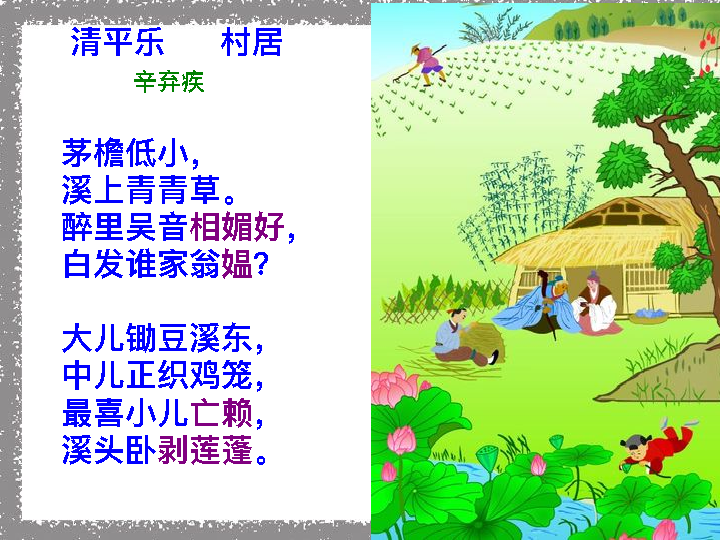 清平乐 村居
辛弃疾
茅檐低小，
溪上青青草。
醉里吴音相媚好，
白发谁家翁媪？
大儿锄豆溪东，
中儿正织鸡笼，
最喜小儿亡赖，
溪头卧剥莲蓬。